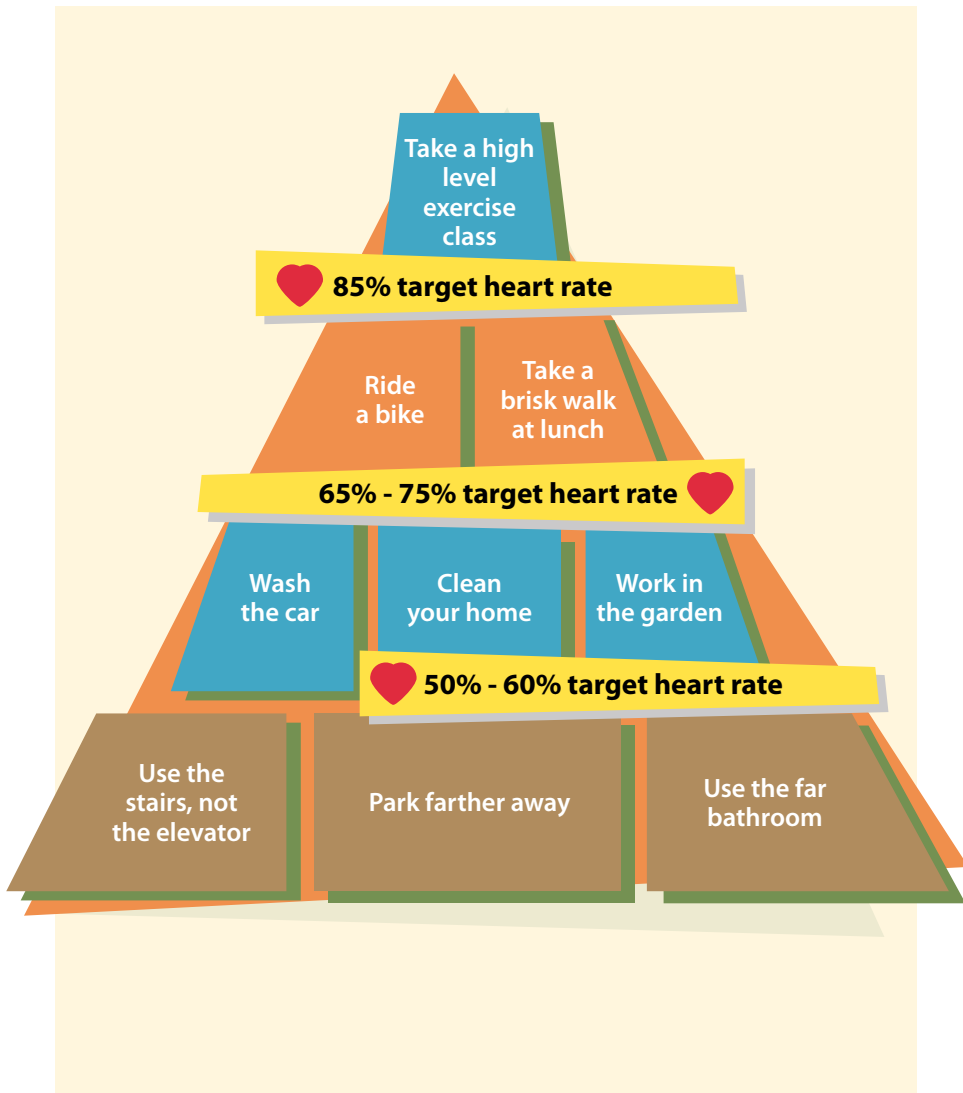 Take a high
level
exercise
class
85% target heart rate
Ride
a bike
Take a
brisk walk
at lunch
65% - 75% target heart rate
Wash
the car
Clean
your home
Work in
the garden
50% - 60% target heart rate
Use the
stairs, not
the elevator
Park farther away
Use the far
bathroom